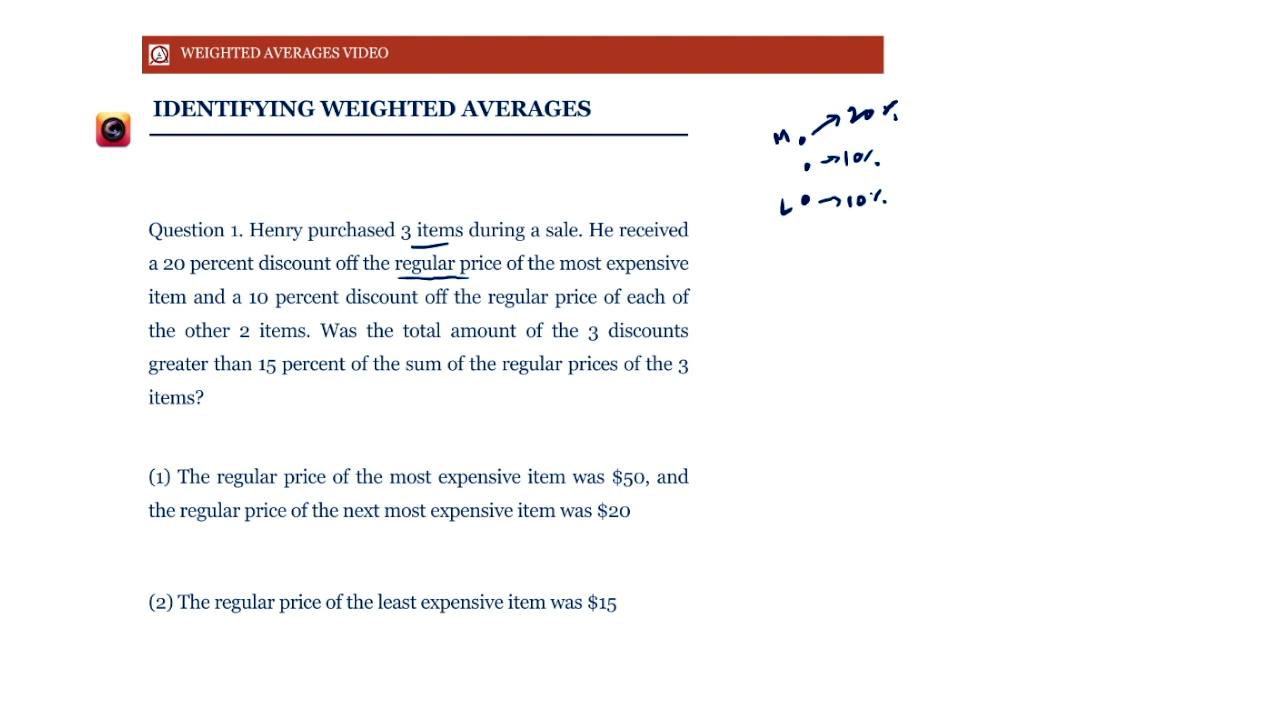 WEIGHTED AVERAGES VIDEO
IDENTIFYING WEIGHTED AVERAGES
M → 20%
→ 10%
L → 10%
Question 1. Henry purchased 3 items during a sale. He received
a 20 percent discount off the regular price of the most expensive
item and a 10 percent discount off the regular price of each of
the other 2 items. Was the total amount of the 3 discounts
greater than 15 percent of the sum of the regular prices of the 3
items?
(1) The regular price of the most expensive item was $50, and
the regular price of the next most expensive item was $20
(2) The regular price of the least expensive item was $15